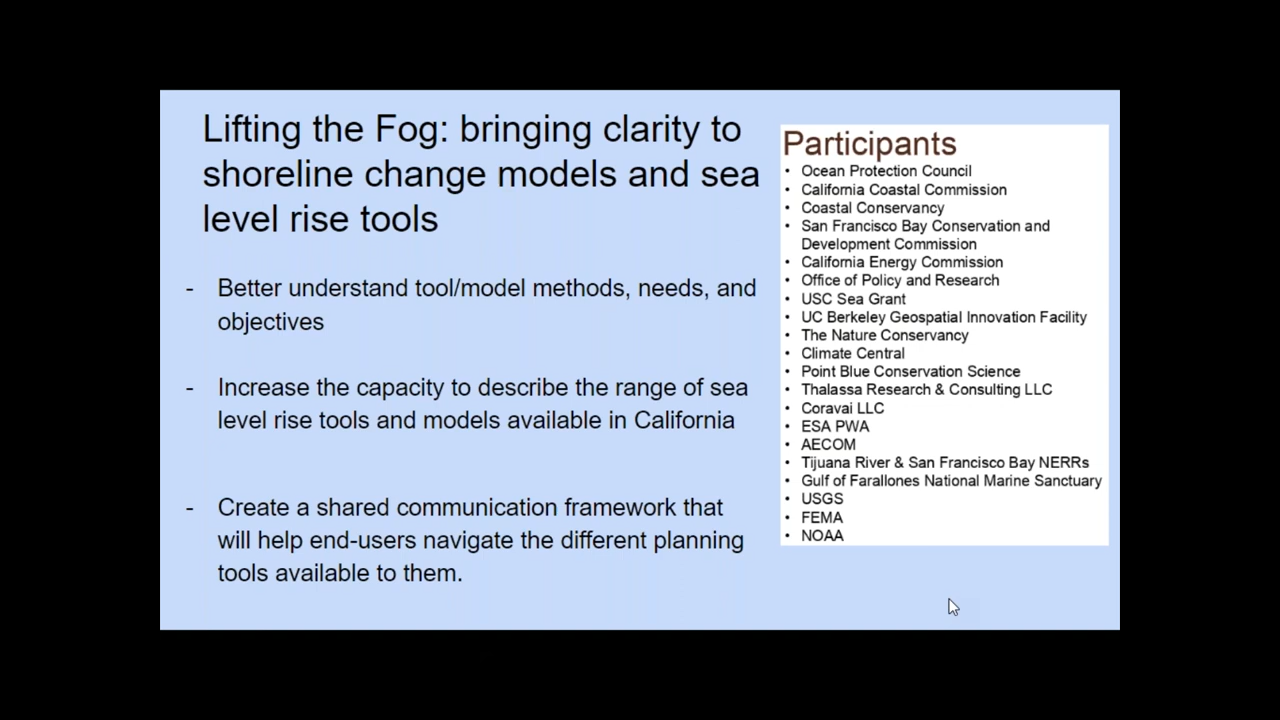 Lifting the Fog: bringing clarity to
shoreline change models and sea
level rise tools
- Better understand tool/model methods, needs, and
objectives
- Increase the capacity to describe the range of sea
level rise tools and models available in California
- Create a shared communication framework that
will help end-users navigate the different planning
tools available to them.
Participants
• Ocean Protection Council
• California Coastal Commission
• Coastal Conservancy
• San Francisco Bay Conservation and
Development Commission
• California Energy Commission
• Office of Policy and Research
• USC Sea Grant
• UC Berkeley Geospatial Innovation Facility
• The Nature Conservancy
• Climate Central
• Point Blue Conservation Science
• Thalassa Research & Consulting LLC
• Coravai LLC
• ESA PWA
• AECOM
• Tijuana River & San Francisco Bay NERRs
• Gulf of Farallones National Marine Sanctuary
• USGS
• FEMA
• NOAA